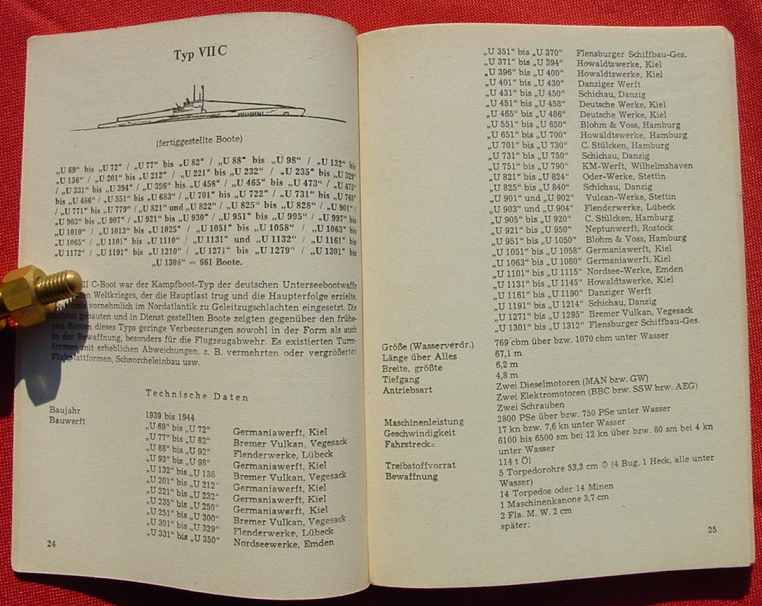 Typ VII C
(fertiggestellte Boote)
„U 69" bis „U 72" / „U 77" bis „U 82" / „U 88" bis „U 98" / „U 132" bis
„U 136" / „U 201" bis „U 212" / „U 221" bis „U 232" / „U 235" bis „U 329"
/ „U 331" bis „U 394" / „U 396" bis „U 458" / „U 465" bis „U 473" / „U 475"
bis „U 486" / „U 551" bis „U 683" / „U 701" bis „U 722" / „U 731" bis „U 768"
/ „U 771" bis „U 779" / „U 821" und „U 822" / „U 825" bis „U 828" / „U 901" /
„U 903" bis „U 907" / „U 921" bis „U 930" / „U 951" bis „U 995" / „U 997" bis
„U 1010" / „U 1013" bis „U 1025" / „U 1051" bis „U 1058" / „U 1063" bis
„U 1065" / „U 1101" bis „U 1110" / „U 1131" und „U 1132" / „U 1161" bis
„U 1172" / „U 1191" bis „U 1210" / „U 1271" bis „U 1279" / „U 1301" bis
„U 1308" = 661 Boote.
C-Boot war der Kampfboot-Typ der deutschen Unterseebootwaffe
Weltkrieges, der die Hauptlast trug und die Haupterfolge erzielte,
vornehmlich im Nordatlantik zu Geleitzugschlachten eingesetzt. Die
gebauten und in Dienst gestellten Boote zeigten gegenüber den frühe-
Booten dieses Typs geringe Verbesserungen sowohl in der Form als auch
in der Bewaffnung, besonders für die Flugzeugabwehr. Es existierten Turm-
formen mit erheblichen Abweichungen, z. B. vermehrten oder vergrößerten
Flakplattformen, Schnorcheleinbau usw.
Technische Daten
Baujahr 1939 bis 1944
Bauwerft „U 69" bis „U 72" Germaniawerft, Kiel
„U 77" bis „U 82" Bremer Vulkan, Vegesack
„U 88" bis „U 92" Flenderwerke, Lübeck
„U 93" bis „U 98" Germaniawerft, Kiel
„U 132" bis „U 136 Bremer Vulkan, Vegesack
„U 201" bis „U 212" Germaniawerft, Kiel
„U 221" bis „U 232" Germaniawerft, Kiel
„U 235" bis „U 250" Germaniawerft, Kiel
„U 251" bis „U 300" Bremer Vulkan, Vegesack
„U 301" bis „U 329" Flenderwerke, Lübeck
„U 331" bis „U 350" Nordseewerke, Emden
24
„U 351" bis „U 370" Flensburger Schiffbau-Ges.
„U 371" bis „U 394" Howaldtswerke, Kiel
„U 396" bis „U 400" Howaldtswerke, Kiel
„U 401" bis „U 430" Danziger Werft
„U 431" bis „U 450" Schichau, Danzig
„U 451" bis „U 458" Deutsche Werke, Kiel
„U 465" bis „U 486" Deutsche Werke, Kiel
„U 551" bis „U 650" Blohm & Voss, Hamburg
„U 651" bis „U 700" Howaldtswerke, Hamburg
„U 701" bis „U 730" C. Stülcken, Hamburg
„U 731" bis „U 750" Schichau, Danzig
„U 751" bis „U 790" KM-Werft, Wilhelmshaven
„U 821" bis „U 824" Oder-Werke, Stettin
„U 825" bis „U 840" Schichau, Danzig
„U 901" und „U 902" Vulcan-Werke, Stettin
„U 903" und „U 904" Flenderwerke, Lübeck
„U 905" bis „U 920" C. Stülcken, Hamburg
„U 921" bis „U 950" Neptunwerft, Rostock
„U 951" bis „U 1050" Blohm & Voss, Hamburg
„U 1051" bis „U 1058" Germaniawerft, Kiel
„U 1063" bis „U 1080" Germaniawerft, Kiel
„U 1101" bis „U 1115" Nordsee-Werke, Emden
„U 1131" bis „U 1145" Howaldtswerke, Kiel
„U 1161" bis „U 1190" Danziger Werft
„U 1191" bis „U 1214" Schichau, Danzig
„U 1271" bis „U 1295" Bremer Vulkan, Vegesack
„U 1301" bis „U 1312" Flensburger Schiffbau-Ges.
Größe (Wasserverdr.) 769 cbm über bzw. 1070 cbm unter Wasser
Länge über Alles 67,1 m
Breite, größte 6,2 m
Tiefgang 4,8 m
Antriebsart Zwei Dieselmotoren (MAN bzw. GW)
Zwei Elektromotoren (BBC bzw. SSW bzw. AEG)
Zwei Schrauben
Maschinenleistung 2800 PSe über bzw. 750 PSe unter Wasser
Geschwindigkeit 17 kn bzw. 7,6 kn unter Wasser
Fahrstreck. 6100 bis 6500 sm bei 12 kn über bzw. 80 sm bei 4 kn
unter Wasser
Treibstoffvorrat 114 t Öl
Bewaffnung 5 Torpedorohre 53,3 cm ∅ (4 Bug. 1 Heck, alle unter
Wasser)
14 Torpedos oder 14 Minen
1 Maschinenkanone 3,7 cm
2 Fla. M. W. 2 cm
später:
25